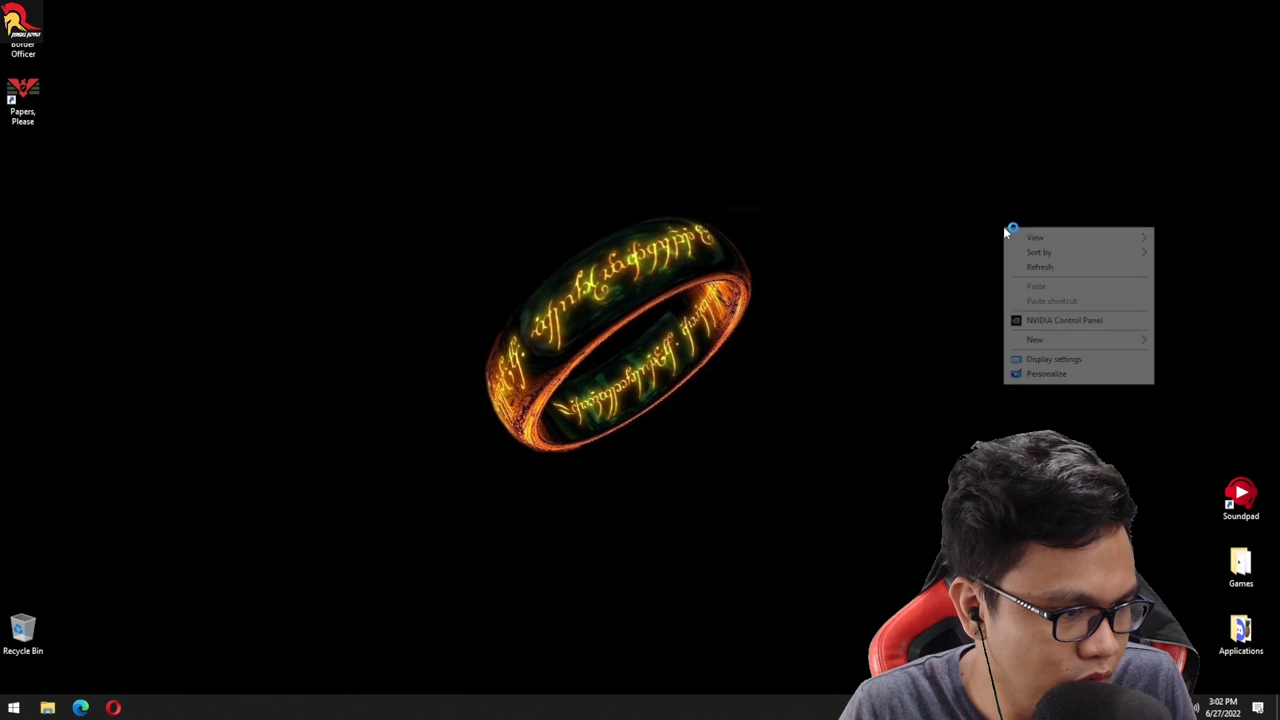 Border
Officer
Papers,
Please
View
Sort by
Refresh
Paste
Paste shortcut
NVIDIA Control Panel
New
Display settings
Personalize
Soundpad
Games
Applications
Recycle Bin
3:02 PM
6/27/2022